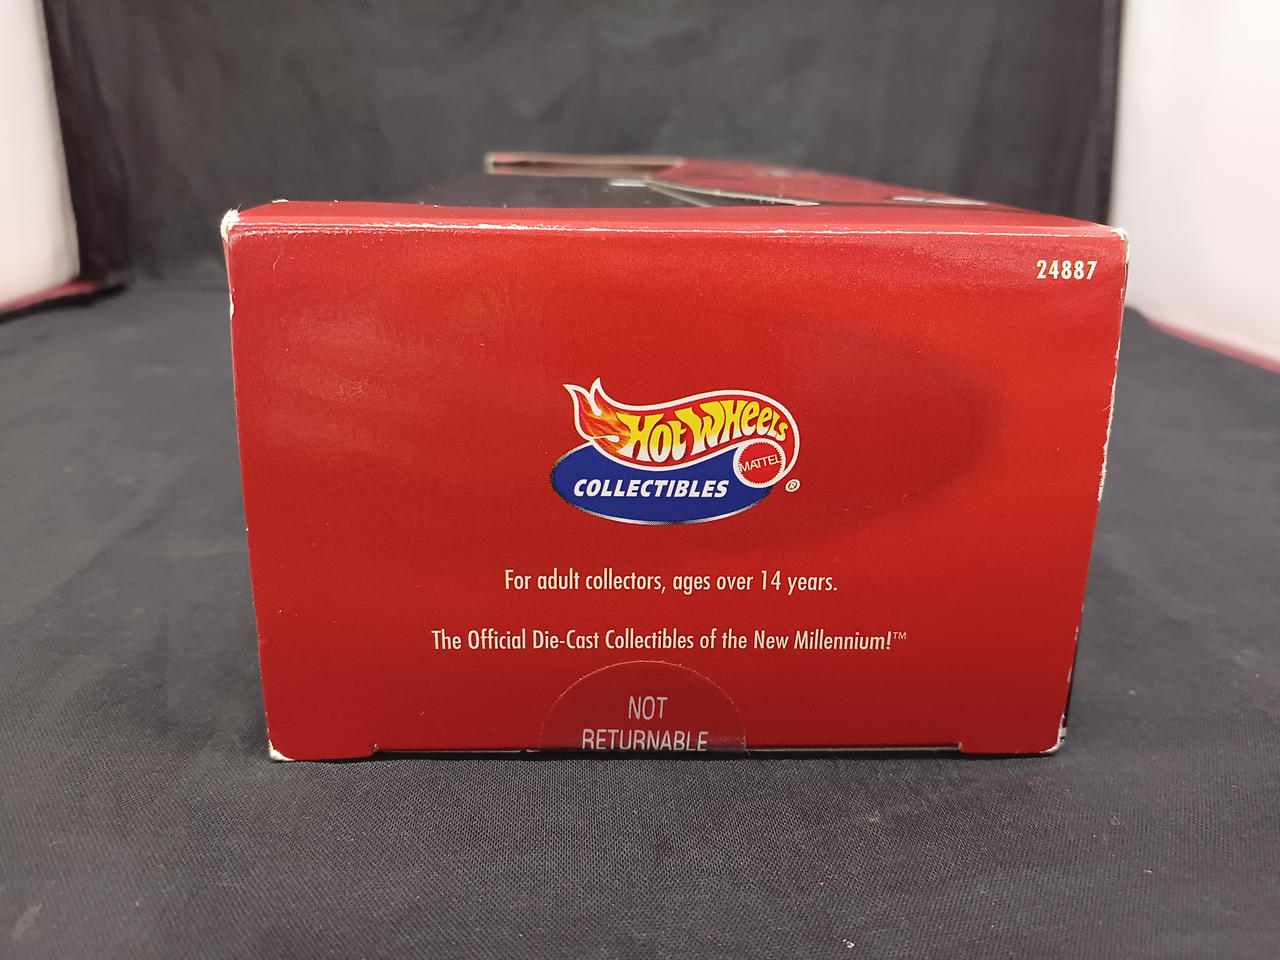 24887
HOT WHEELS
MATTEL
COLLECTIBLES ®
For adult collectors, ages over 14 years.
The Official Die-Cast Collectibles of the New Millennium!™
NOT
RETURNABLE